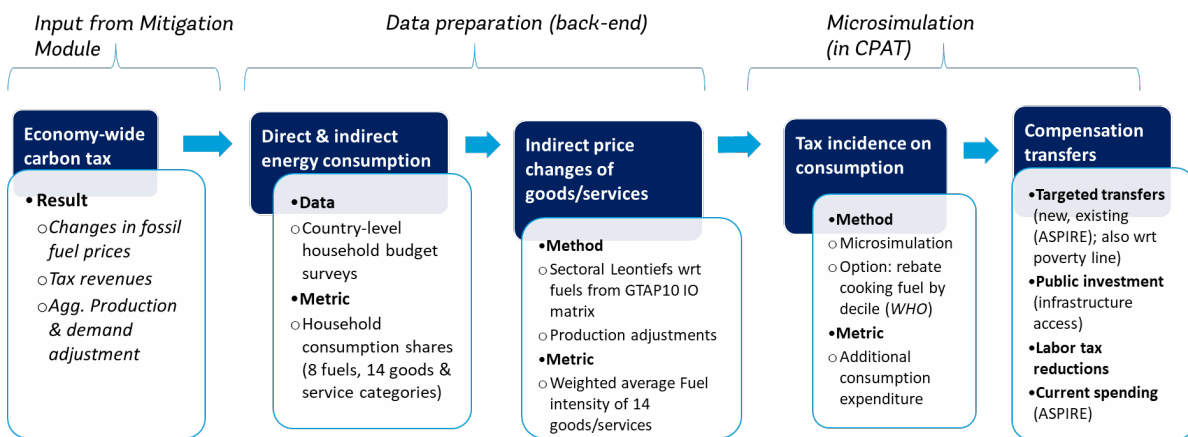 Input from Mitigation
Module
Data preparation (back-end)
Microsimulation
(in CPAT)
Economy-wide
carbon tax
•Result
oChanges in fossil
fuel prices
oTax revenues
oAgg. Production
& demand
adjustment
Direct & indirect
energy consumption
•Data
oCountry-level
household budget
surveys
•Metric
oHousehold
consumption shares
(8 fuels, 14 goods &
service categories)
Indirect price
changes of
goods/services
•Method
oSectoral Leontiefs wrt
fuels from GTAP10 IO
matrix
oProduction adjustments
•Metric
oWeighted average Fuel
intensity of 14
goods/services
Tax incidence on
consumption
•Method
oMicrosimulation
oOption: rebate
cooking fuel by
decile (WHO)
•Metric
oAdditional
consumption
expenditure
Compensation
transfers
•Targeted transfers
(new, existing
(ASPIRE); also wrt
poverty line)
•Public investment
(infrastructure
access)
•Labor tax
reductions
•Current spending
(ASPIRE)